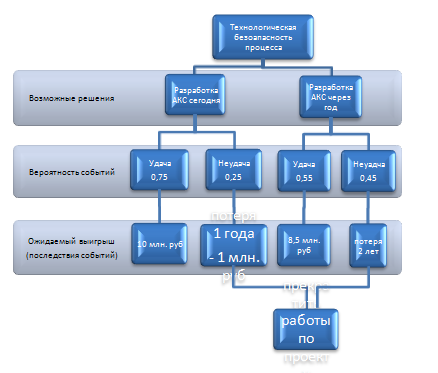 Технологическая
безоапасность
процесса
Возможные решения
Разработка
АКС сегодня
Разработка
АКС через
год
Вероятность событий
Удача
0,75
Неудача
0,25
Удача
0,55
Неудача
0,45
Ожидаемый выигрыш
(последствия событий)
10 млн. руб
потеря
1 года
- 1 млн.
руб
8,5 млн.
руб
потеря
2 лет
работы
по
проект